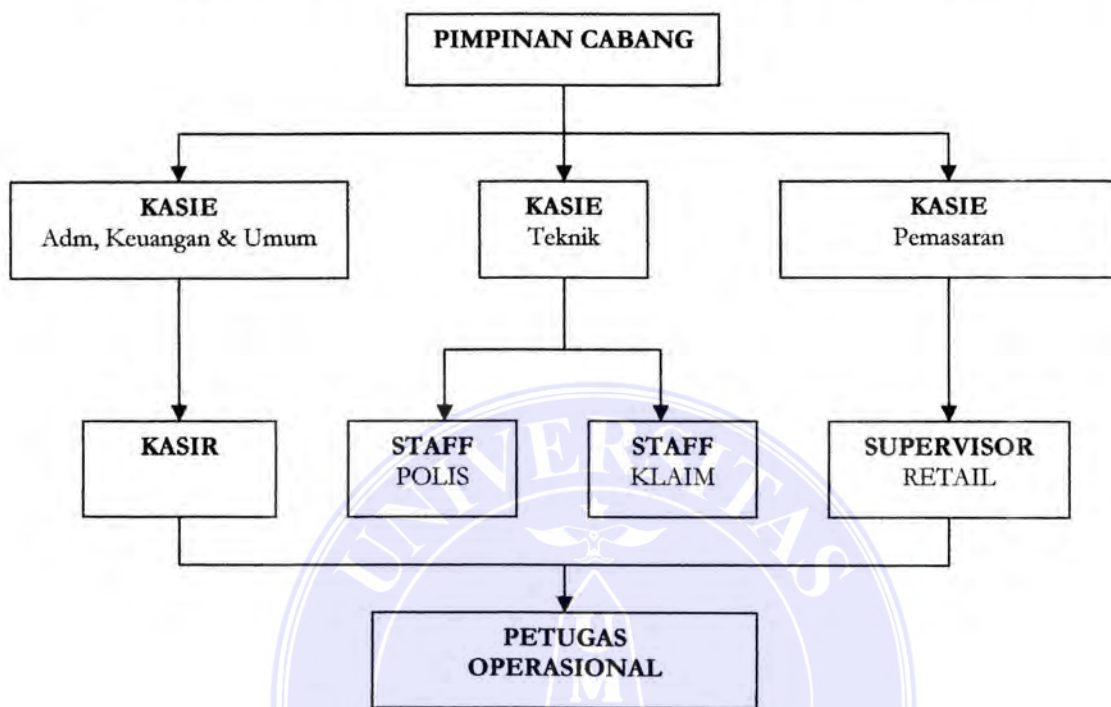 PIMPINAN CABANG
KASIE
Adm, Keuangan & Umum
KASIE
Teknik
KASIE
Pemasaran
KASIR
STAFF
POLIS
STAFF
KLAIM
SUPERVISOR
RETAIL
UNIVERSITAS
PETUGAS
OPERASIONAL
U
M